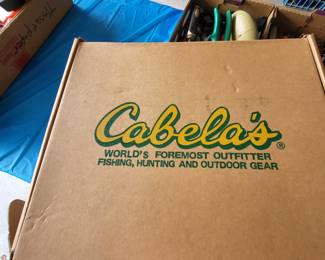 Cabela's®
WORLD'S FOREMOST OUTFITTER
FISHING, HUNTING AND OUTDOOR GEAR